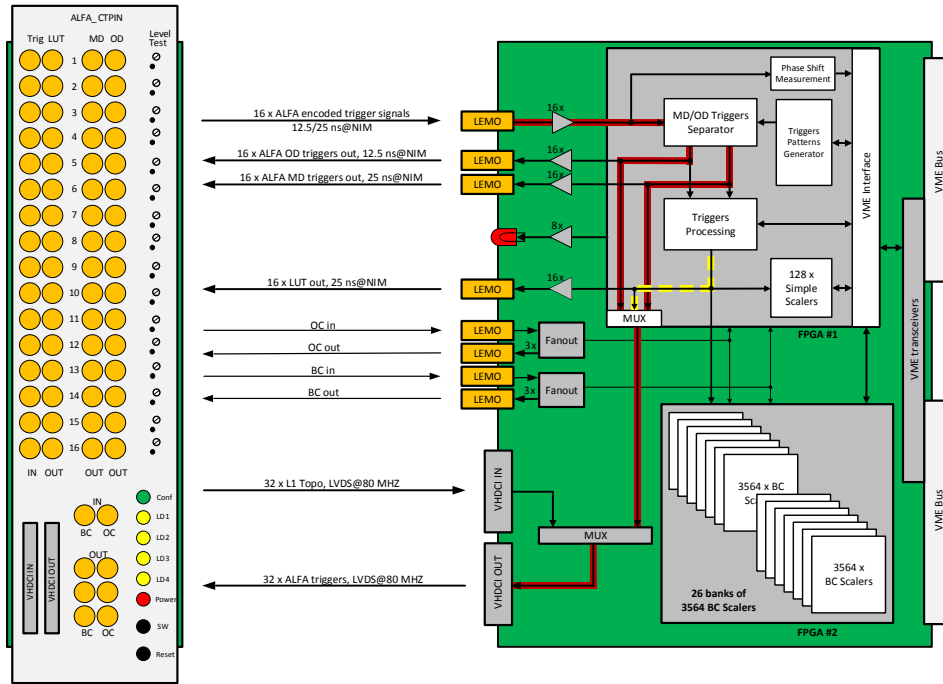 ALFA_CTPIN
Trig LUT MD OD Level Test
1
2
3
4
5
6
7
8
9
10
11
12
13
14
15
16
IN OUT OUT OUT
IN
BC OC
OUT
BC OC
VHDCI IN
VHDCI OUT
Conf
LD1
LD2
LD3
LD4
Power
SW
Reset
16 x ALFA encoded trigger signals
12.5/25 ns@NIM
16 x ALFA OD triggers out, 12.5 ns@NIM
16 x ALFA MD triggers out, 25 ns@NIM
16 x LUT out, 25 ns@NIM
OC in
OC out
BC in
BC out
32 x L1 Topo, LVDS@80 MHZ
32 x ALFA triggers, LVDS@80 MHZ
LEMO
LEMO
LEMO
LEMO
LEMO
LEMO
LEMO
LEMO
16x
16x
16x
8x
16x
3x
3x
Fanout
Fanout
VHDCI IN
VHDCI OUT
MUX
Phase Shift
Measurement
MD/OD Triggers
Separator
Triggers
Patterns
Generator
Triggers
Processing
128 x
Simple
Scalers
MUX
FPGA #1
VME Interface
VME transceivers
VME Bus
VME Bus
3564 x BC
3564 x
BC Scalers
26 banks of
3564 BC Scalers
FPGA #2